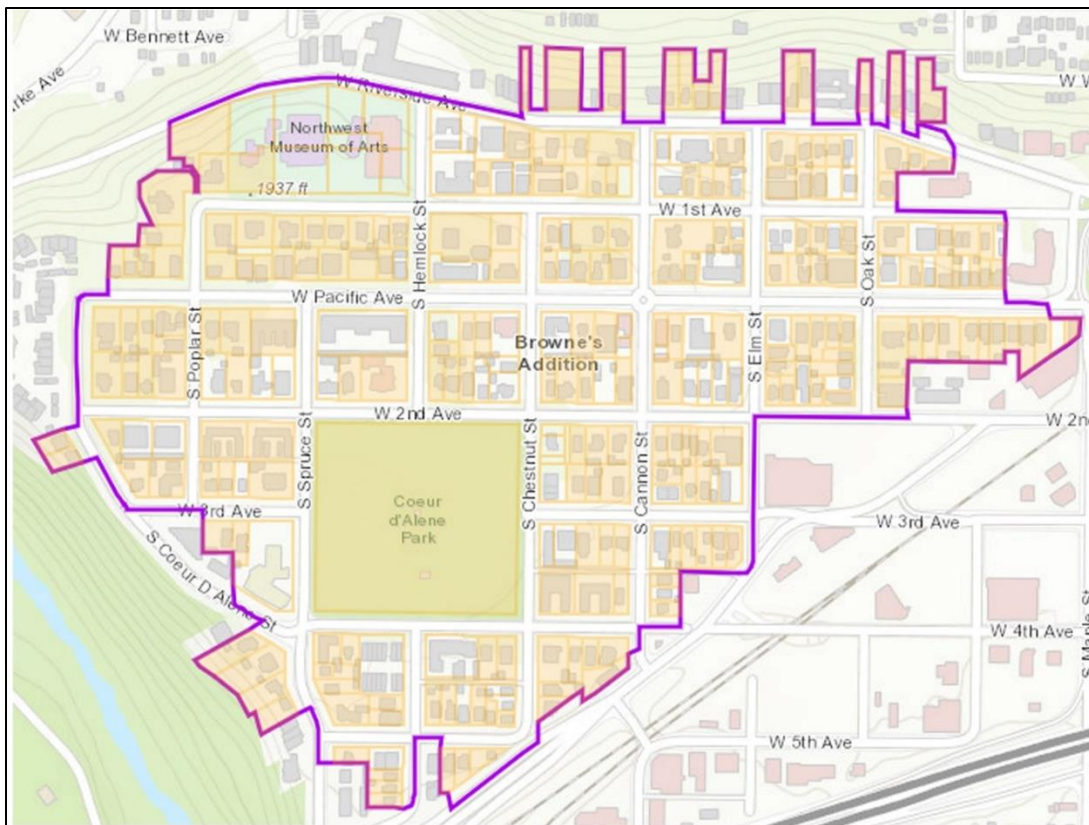 W Bennett Ave
rke Ave
W Riverside Ave
W W
Northwest
Museum of Arts
1937 ft
W 1st Ave
S Hemlock St
S Oak St
W Pacific Ave
S Poplar St
Browne's
Addition
S Elm St
W 2nd Ave
W 2n
S Spruce St
S Chestnut St
S Cannon St
Coeur
d'Alene
Park
W 3rd Ave
W 3rd Ave
S Coeur D Alene St
W 4th Ave
S Maple St
W 5th Ave